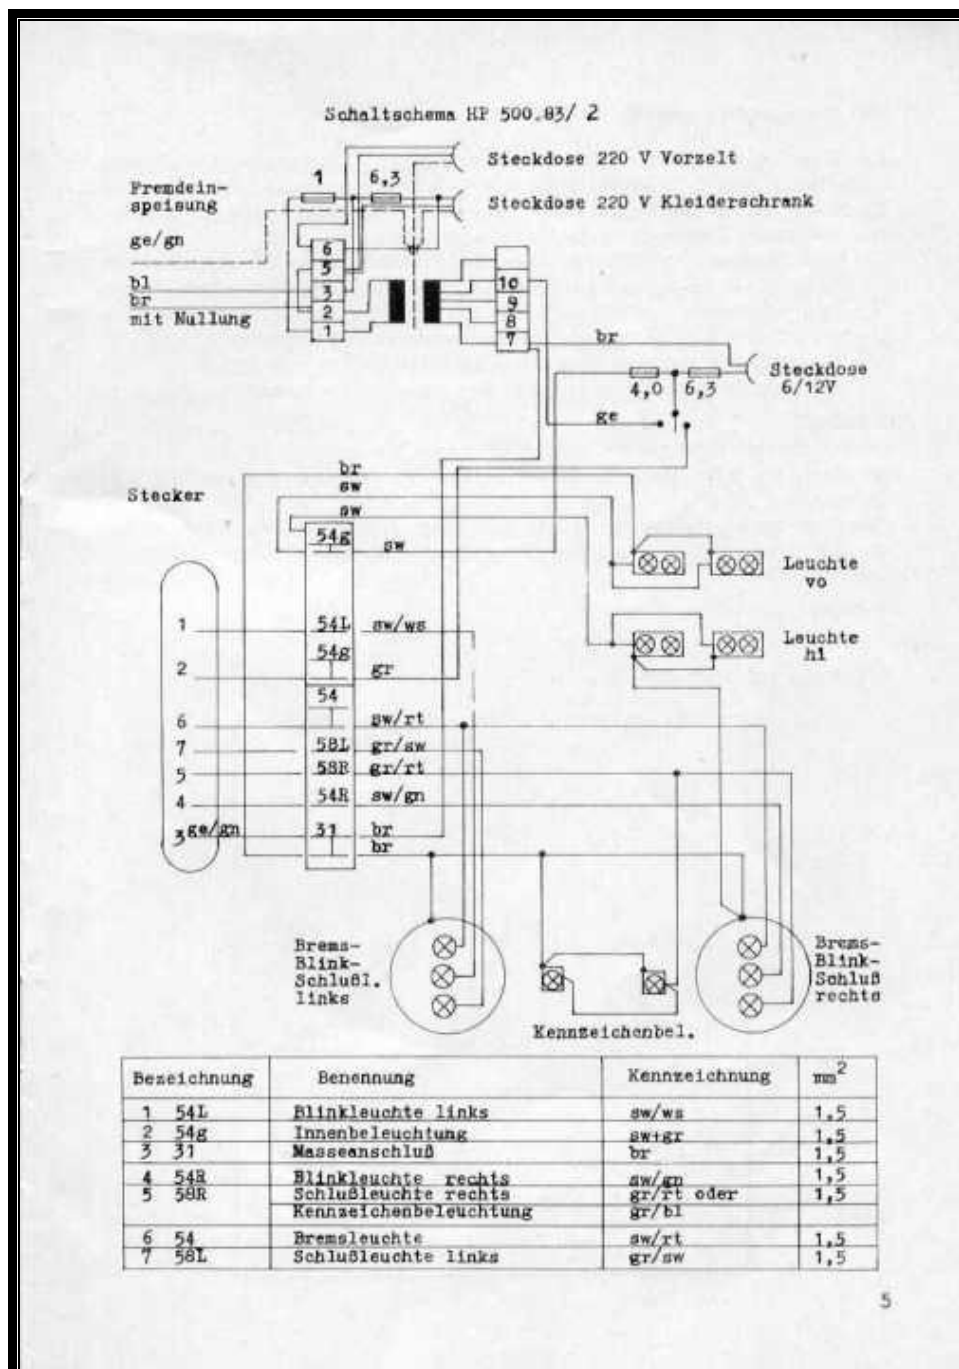 Schaltschema HP 500.83/ 2
Steckdose 220 V Vorzelt
1 6,3
Fremdein-
speisung
Steckdose 220 V Kleiderschrank
ge/gn
6
5
bl 3 10
br 2 9
mit Nullung 1 8
7 br
Steckdose
6/12V
4,0 6,3
ge
br
Stecker sw
sw
54g sw
Leuchte
vo
1 54L sw/ws
Leuchte
hi
54g
2 gr
54
6 sw/rt
7 58L gr/sw
5 58R gr/rt
4 54R sw/gn
3 ge/gn 31 br
br
Brems-
Blink-
Schlußl.
links
Brems-
Blink-
Schluß
rechts
Kennzeichenbel.
Bezeichnung Benennung Kennzeichnung mm2
1 54L Blinkleuchte links sw/ws 1,5
2 54g Innenbeleuchtung sw+gr 1,5
3 31 Masseanschluß br 1,5
4 54R Blinkleuchte rechts sw/gn 1,5
5 58R Schlußleuchte rechts gr/rt oder 1,5
Kennzeichenbeleuchtung gr/bl
6 54 Bremsleuchte sw/rt 1,5
7 58L Schlußleuchte links gr/sw 1,5
5